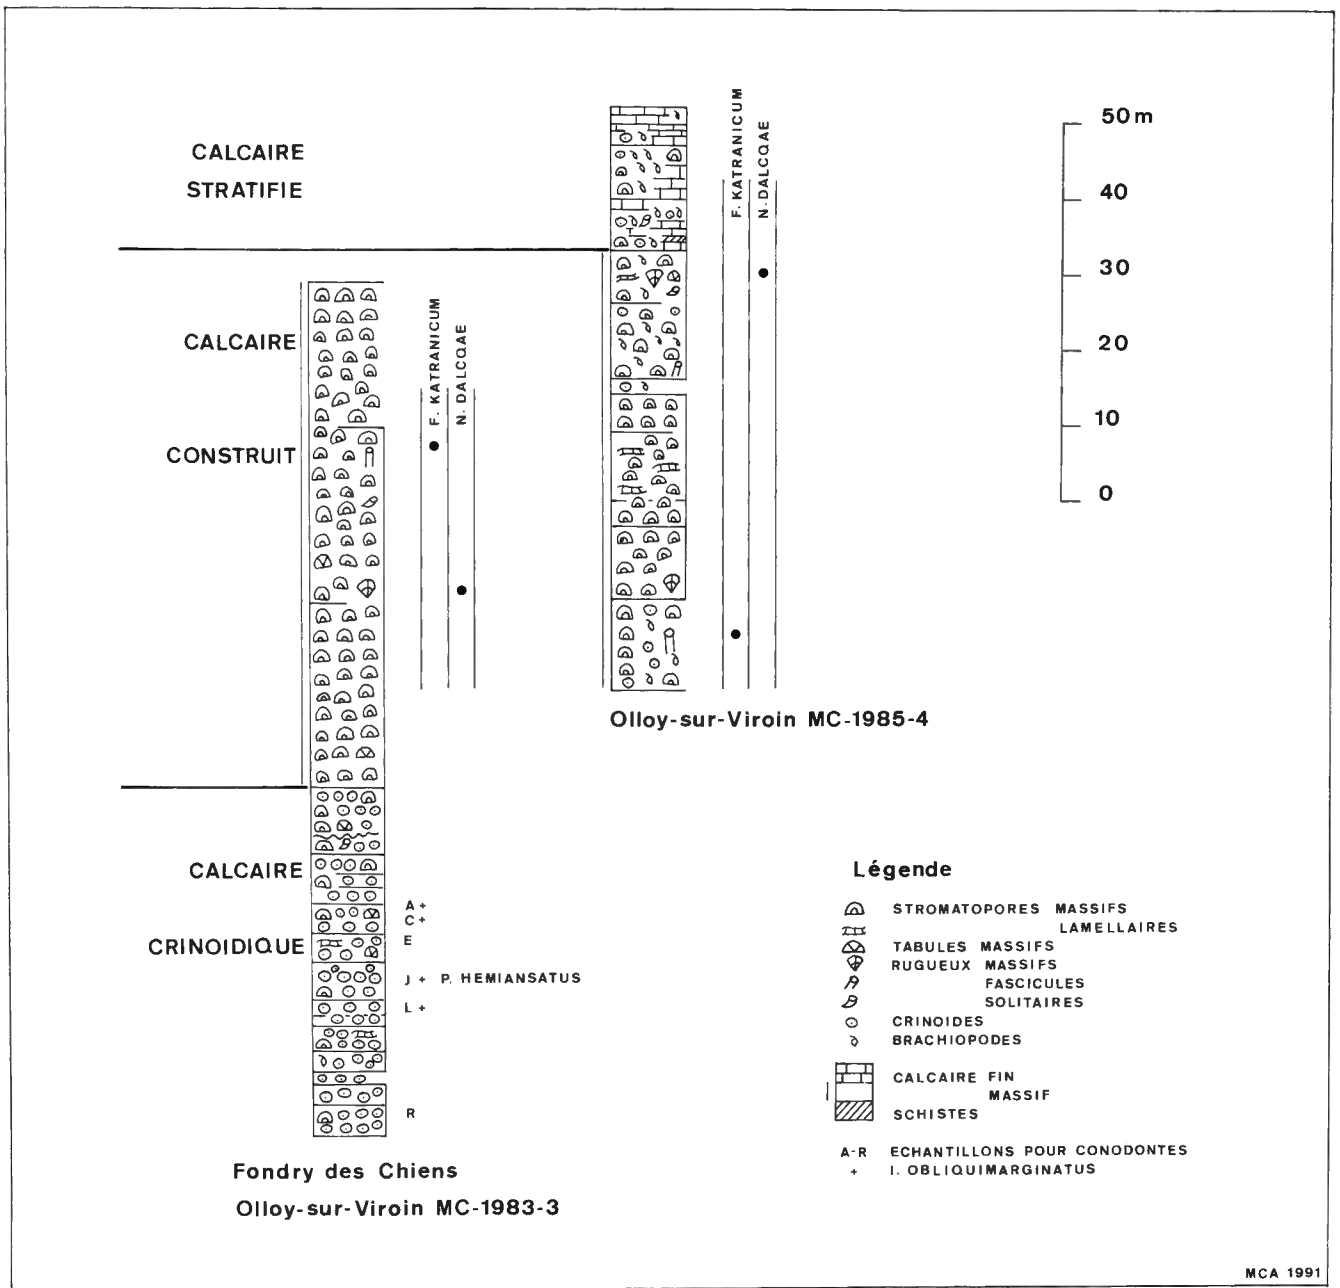 CALCAIRE
STRATIFIE
CALCAIRE
CONSTRUIT
CALCAIRE
CRINOIDIQUE
F. KATRANICUM
N. DALCQAE
F. KATRANICUM
N. DALCQAE
50 m
40
30
20
10
0
A +
C +
E
J + P. HEMIANSATUS
L +
R
Olloy-sur-Viroin MC-1985-4
Fondry des Chiens
Olloy-sur-Viroin MC-1983-3
Légende
STROMATOPORES MASSIFS
LAMELLAIRES
TABULES MASSIFS
RUGUEUX MASSIFS
FASCICULES
SOLITAIRES
CRINOIDES
BRACHIOPODES
CALCAIRE FIN
MASSIF
SCHISTES
A-R ECHANTILLONS POUR CONODONTES
+ I. OBLIQUIMARGINATUS
MCA 1991